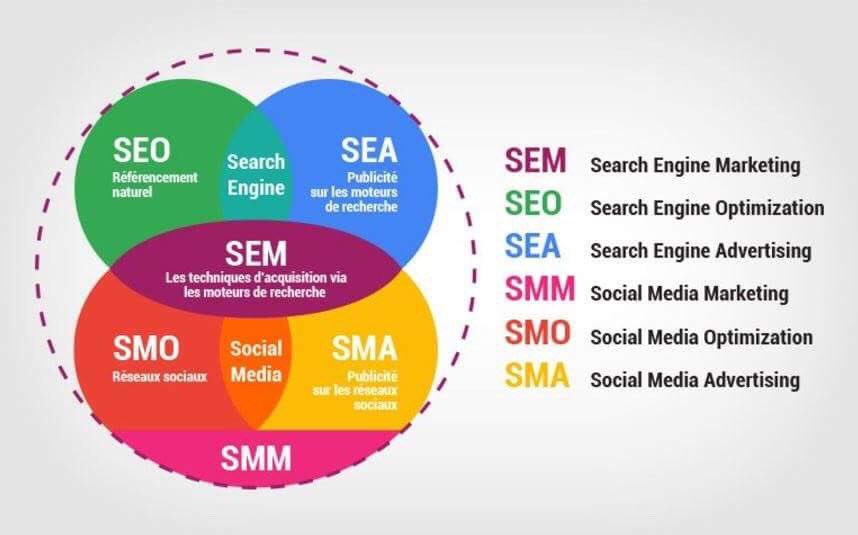 SEO
Référencement
naturel
Search
Engine
SEA
Publicité
sur les moteurs
de recherche
SEM
Les techniques d'acquisition via
les moteurs de recherche
SMO
Réseaux sociaux
Social
Media
SMA
Publicité
sur les réseaux
sociaux
SMM
SEM Search Engine Marketing
SEO Search Engine Optimization
SEA Search Engine Advertising
SMM Social Media Marketing
SMO Social Media Optimization
SMA Social Media Advertising